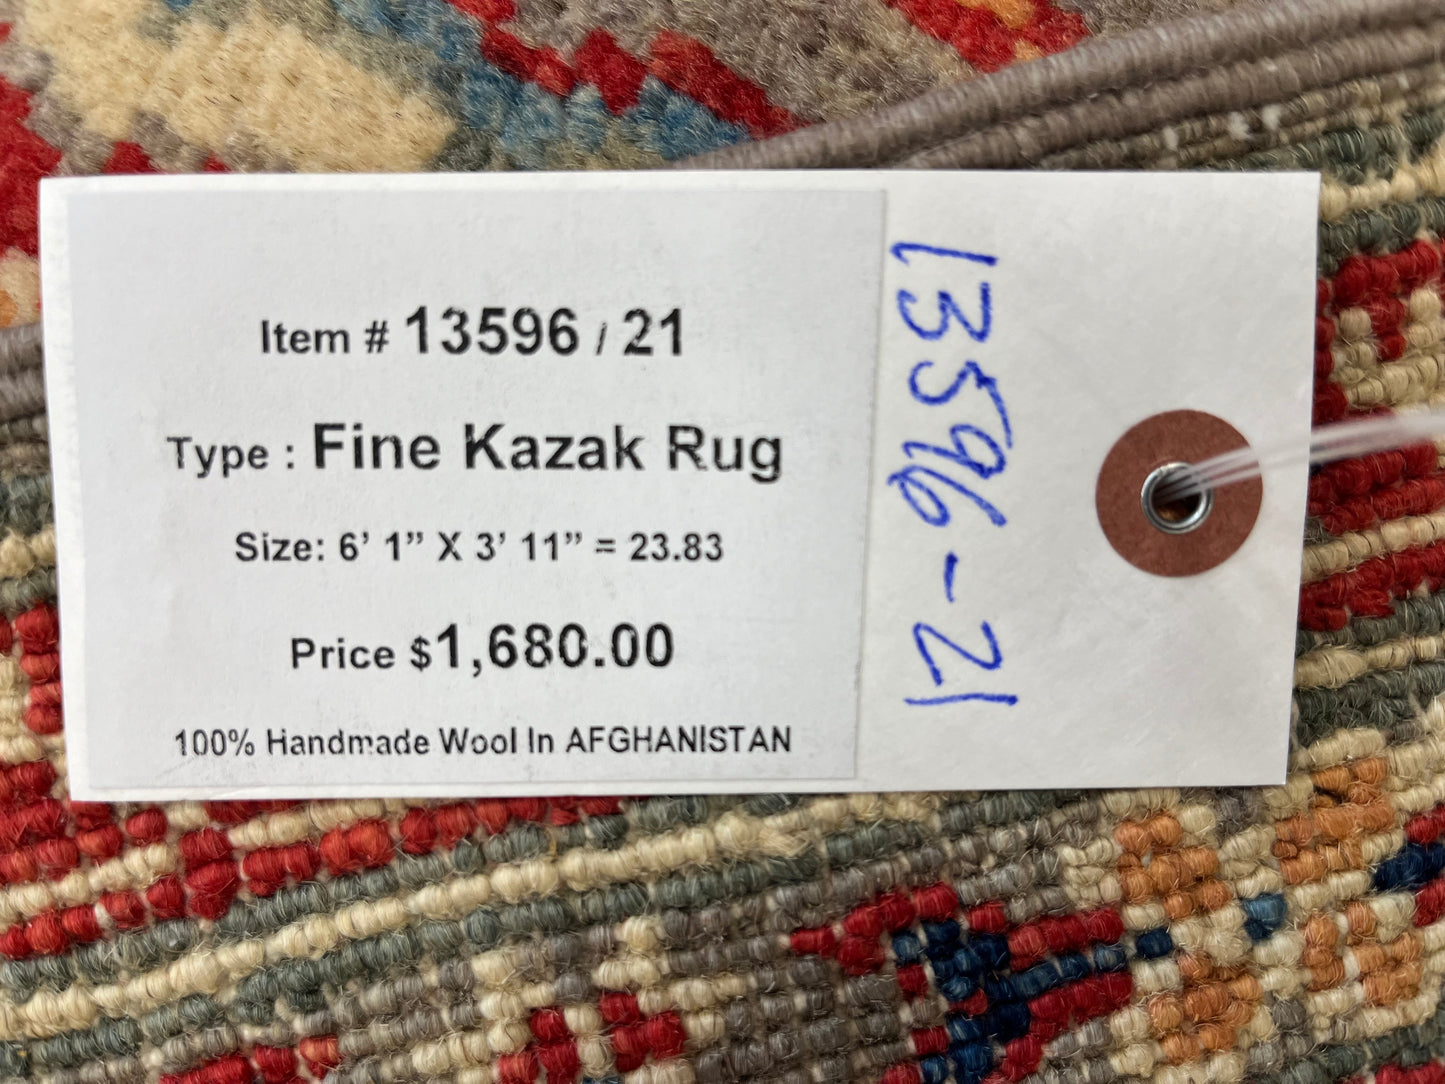 Item # 13596 / 21
Type : Fine Kazak Rug
Size: 6’ 1” X 3’ 11” = 23.83
Price $1,680.00
100% Handmade Wool In AFGHANISTAN
13596-21